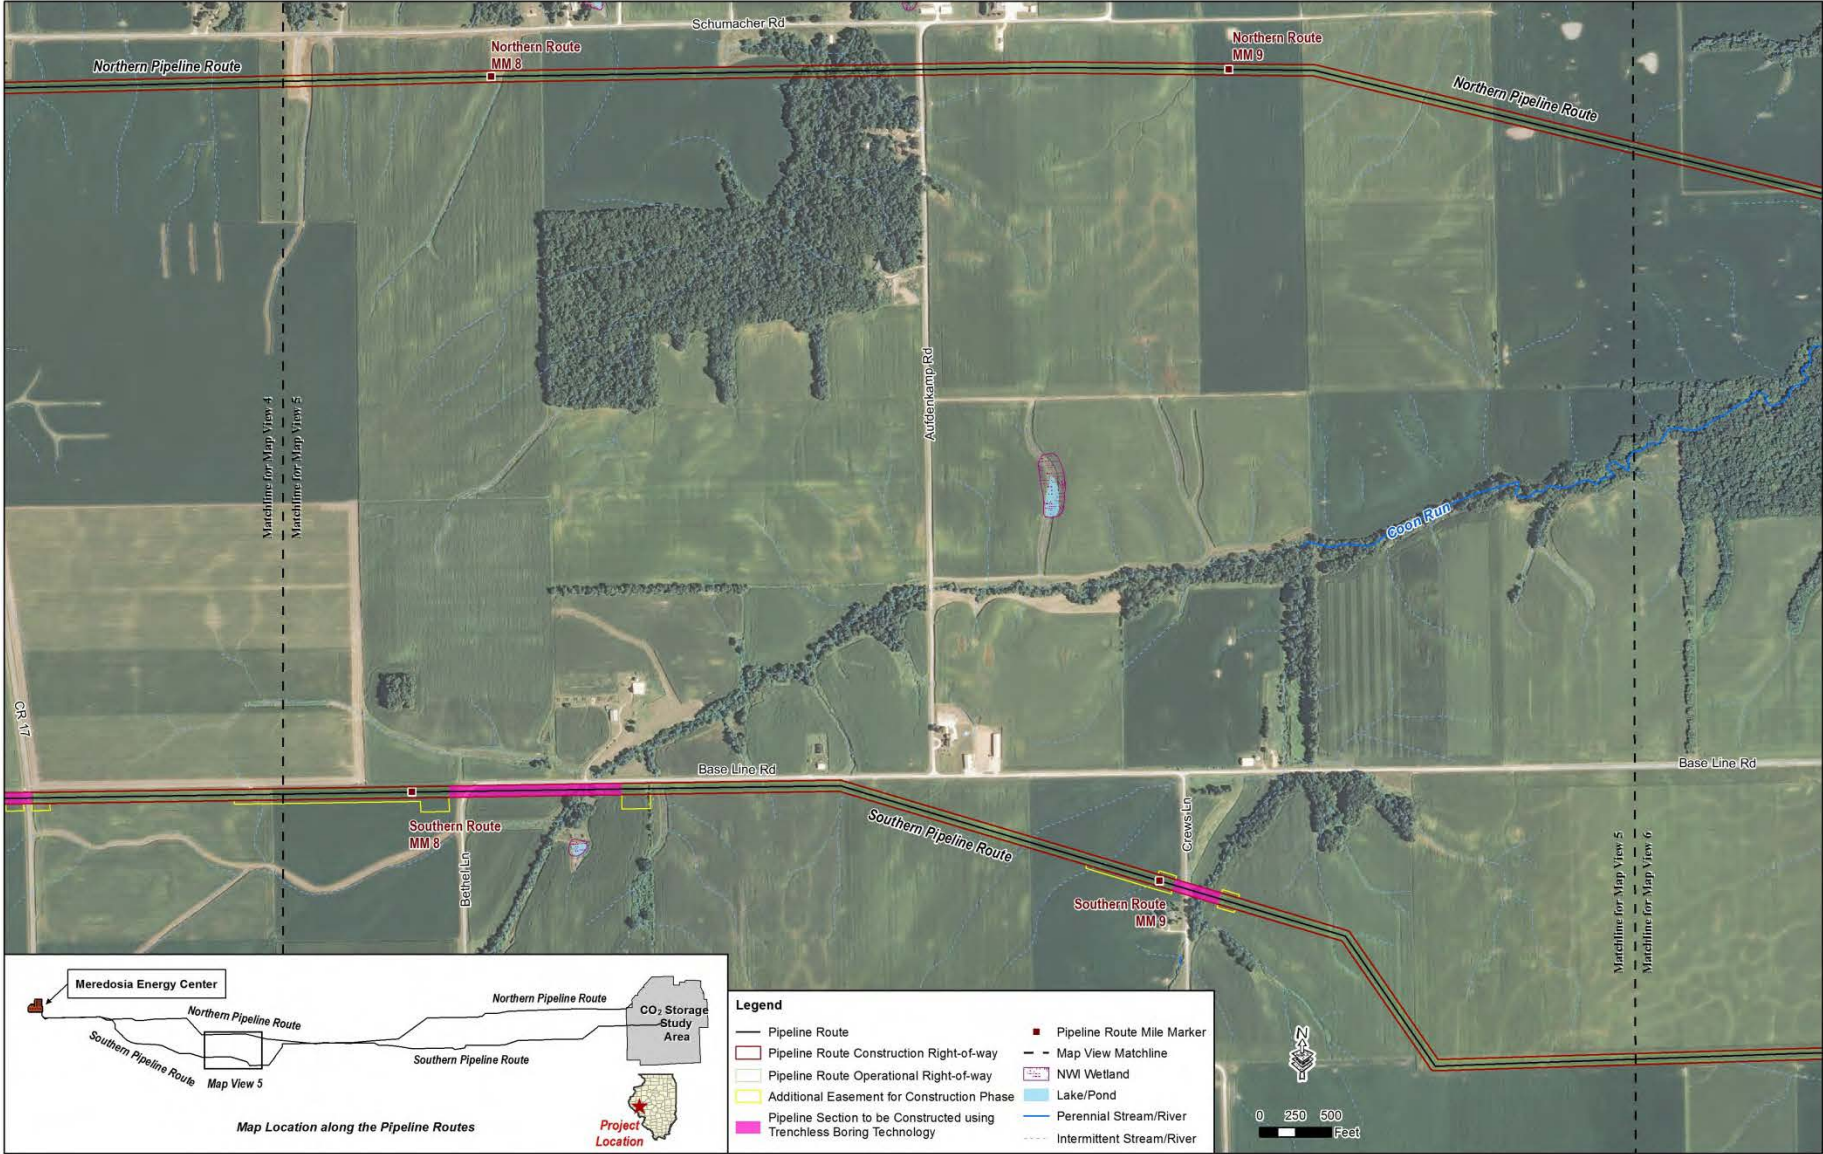 Schumacher Rd
Northern Route
MM 8
Northern Route
MM 9
Northern Pipeline Route
Northern Pipeline Route
Aufdenkamp Rd
Matchline for Map View 4
Matchline for Map View 5
Coon Run
CR 17
Base Line Rd
Base Line Rd
Southern Route
MM 8
Southern Pipeline Route
Crews Ln
Bethel Ln
Southern Route
MM 9
Matchline for Map View 5
Matchline for Map View 6
Meredosia Energy Center
Northern Pipeline Route
Northern Pipeline Route
CO₂ Storage
Study
Area
Southern Pipeline Route
Southern Pipeline Route
Map View 5
Map Location along the Pipeline Routes
Project
Location
Legend
Pipeline Route
Pipeline Route Construction Right-of-way
Pipeline Route Operational Right-of-way
Additional Easement for Construction Phase
Pipeline Section to be Constructed using
Trenchless Boring Technology
Pipeline Route Mile Marker
Map View Matchline
NWI Wetland
Lake/Pond
Perennial Stream/River
Intermittent Stream/River
N
0 250 500
Feet